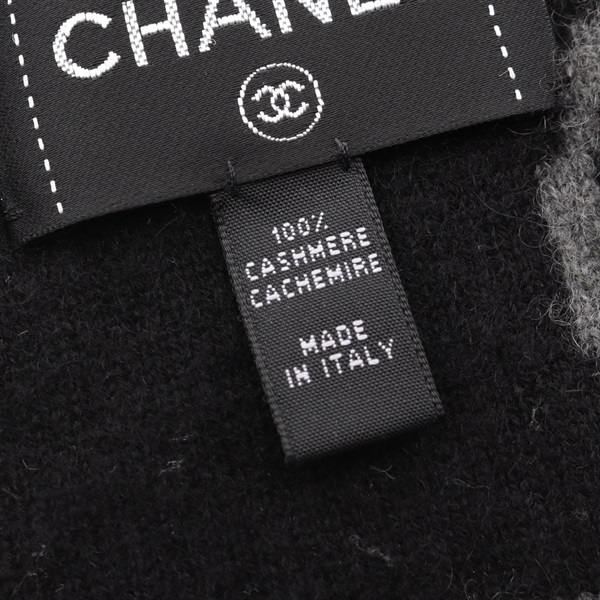 CHANEL
100%
CASHMERE
CACHEMIRE
MADE
IN ITALY